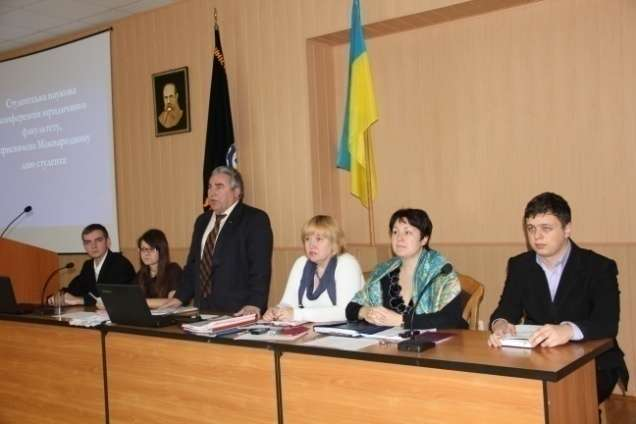 Студентська наукова
конференція юридичного
факультету,
присвячена Міжнародному
дню студента